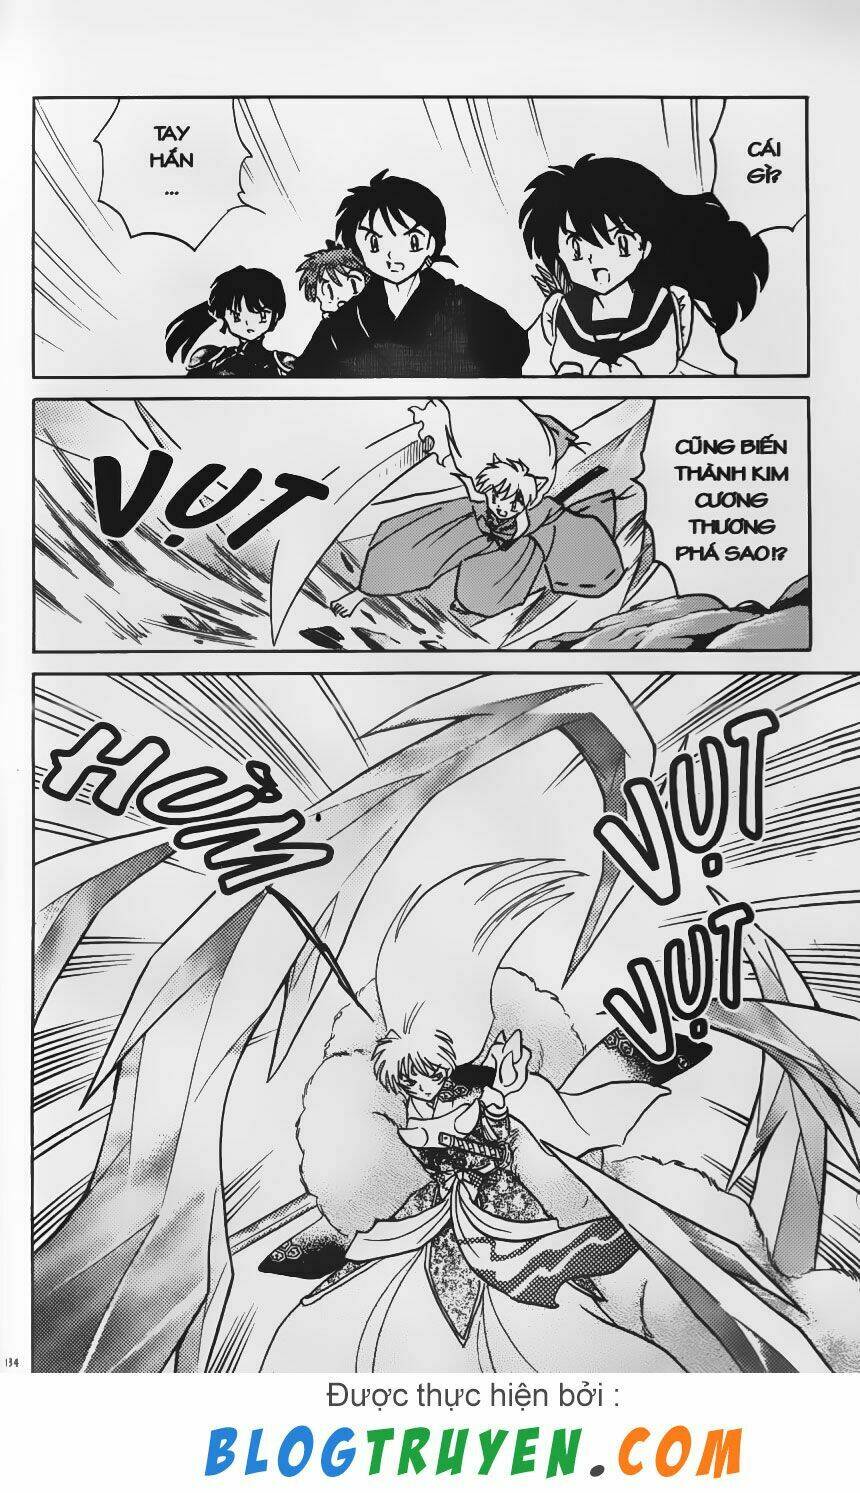 CÁI
GÌ?
TAY
HẮN
...
CŨNG BIẾN
THÀNH KIM
CƯƠNG
THƯƠNG
PHÁ SAO!?
VỤT
VỤT
VỤT
HỪM
134
Được thực hiện bởi :
BLOGTRUYEN.COM